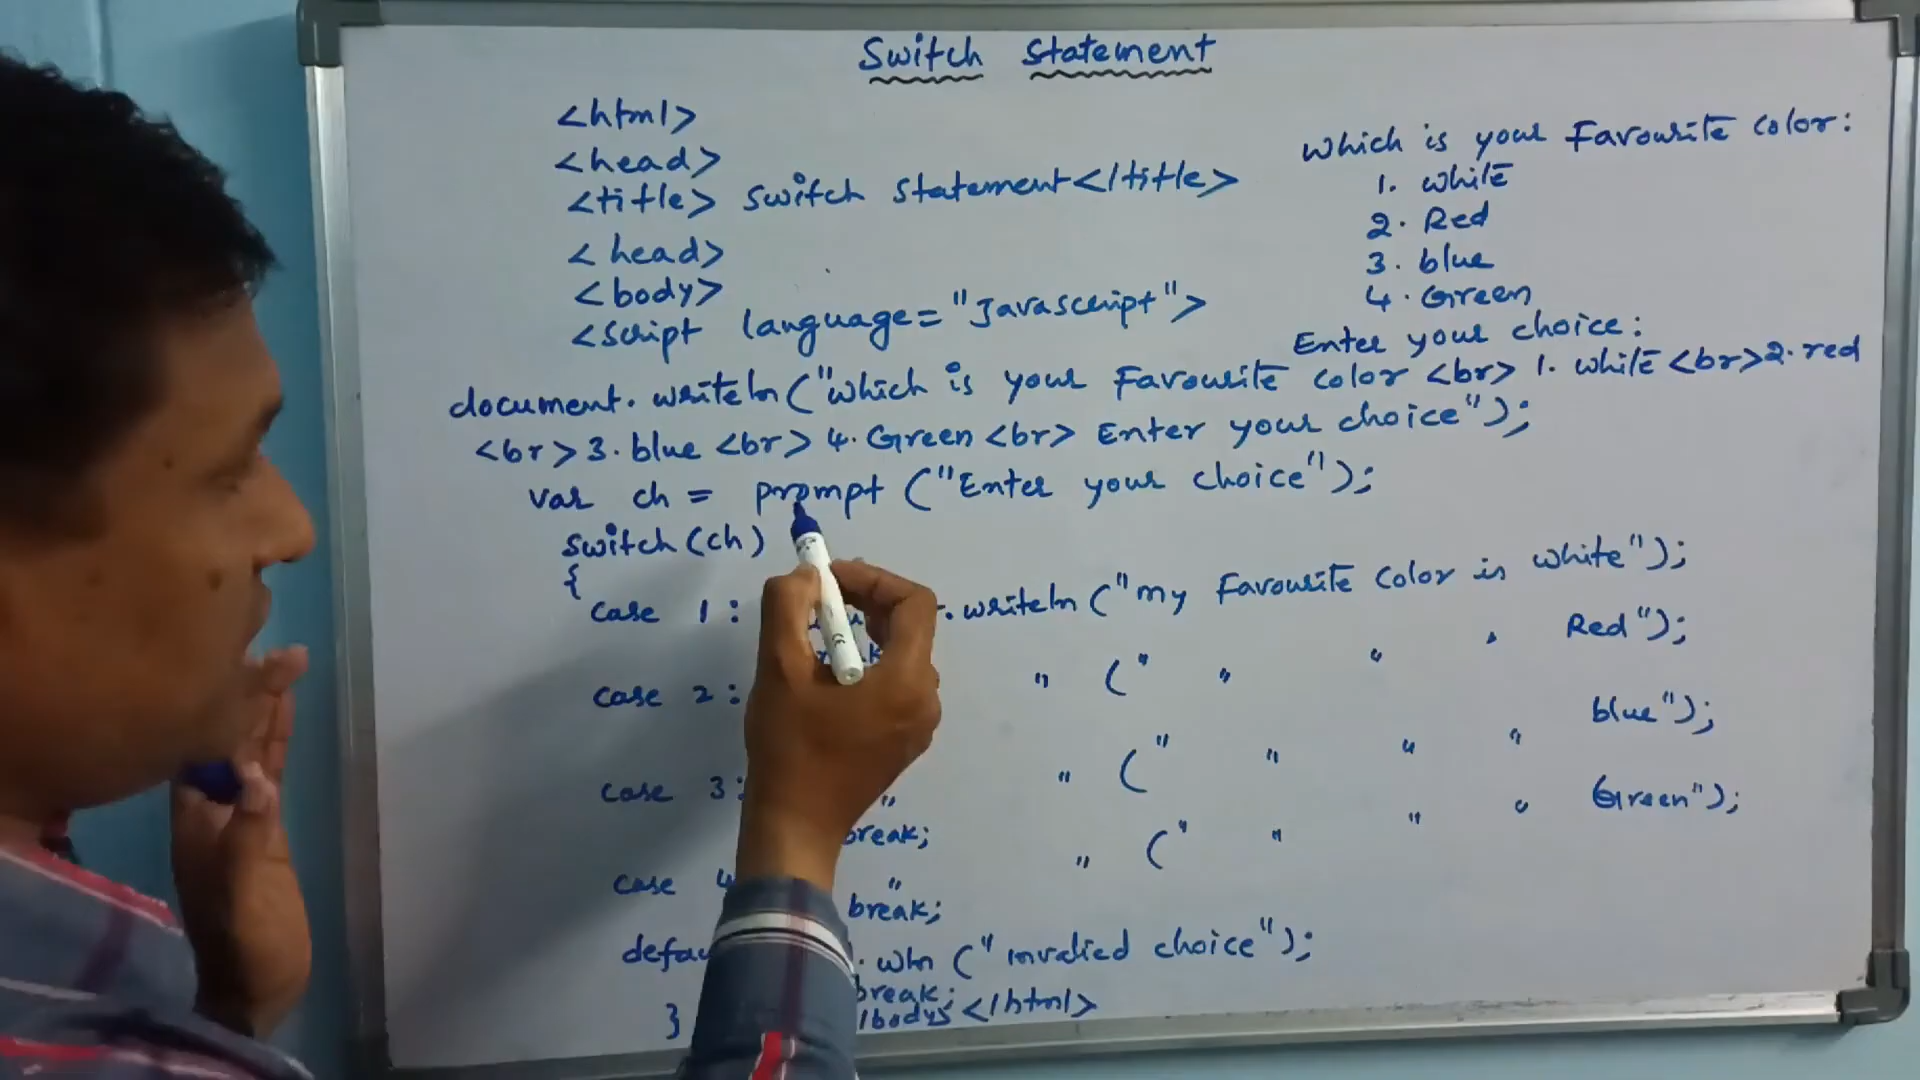 Switch Statement
<html>
<head>
<title> Switch Statement</title>
<head>
<body>
<Script language="Javascript">
Which is your Favourite Color:
1. White
2. Red
3. blue
4. Green
Enter your choice:
document.writeln("Which is your Favourite Color <br> 1. White <br>2. red
<br>3. blue <br> 4. Green <br> Enter your choice");
var ch = prompt ("Enter your choice");
Switch (ch)
{
Case 1: .writeln ("my Favourite Color is white");
Case 2: " (" " " " Red");
Case 3: " " (" " " " blue");
break;
Case 4 " " (" " " " Green");
break;
defau .wln ("invalied choice");
break;
} /body> </html>